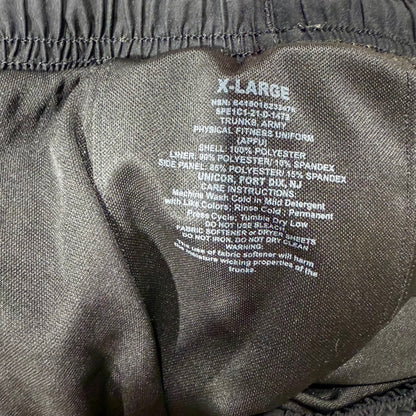 X-LARGE
NSN:
SPE1C1-21-D-1478
TRUNKS, ARMY
PHYSICAL FITNESS UNIFORM
(APFU)
SHELL: 100% POLYESTER
LINER: 90% POLYESTER/10% SPANDEX
SIDE PANEL: 85% POLYESTER/15% SPANDEX
UNICOR, FORT DIX, NJ
CARE INSTRUCTIONS.
Machine Wash Cold in Mild Detergent
with Like Colors; Rinse Cold; Permanent
Press Cycle; Tumble Dry Low
DO NOT USE BLEACH
FABRIC SOFTENER or DRYER SHEETS
DO NOT IRON, DO NOT DRY CLEAN
WARNING:
The use of fabric softener will harm
the moisture wicking properties of the
trunks.